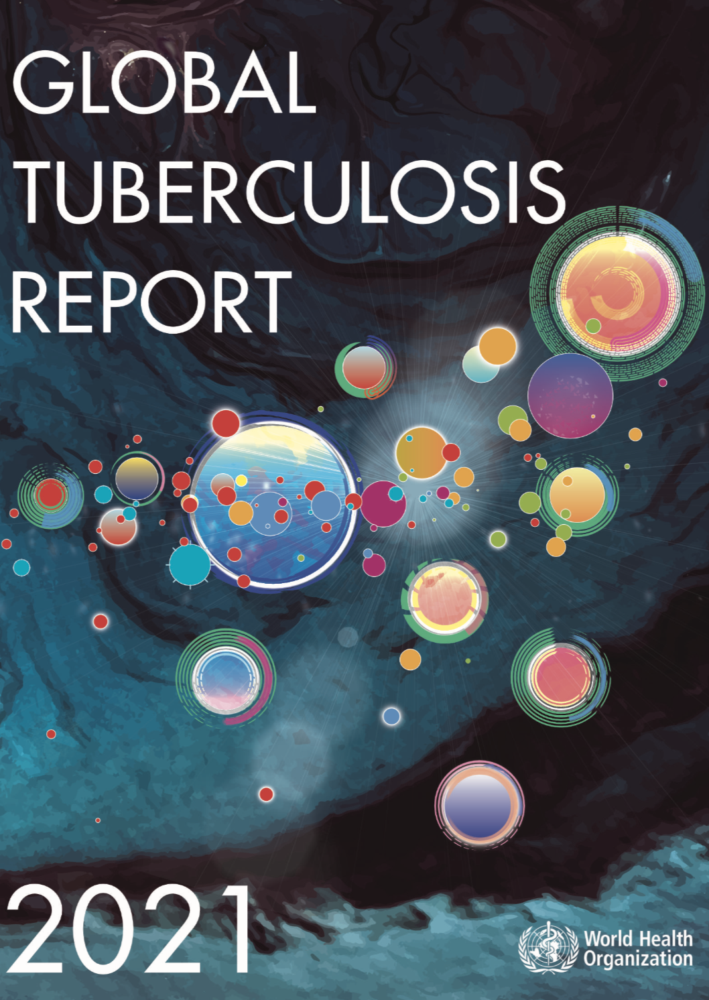 GLOBAL
TUBERCULOSIS
REPORT
2021
World Health
Organization